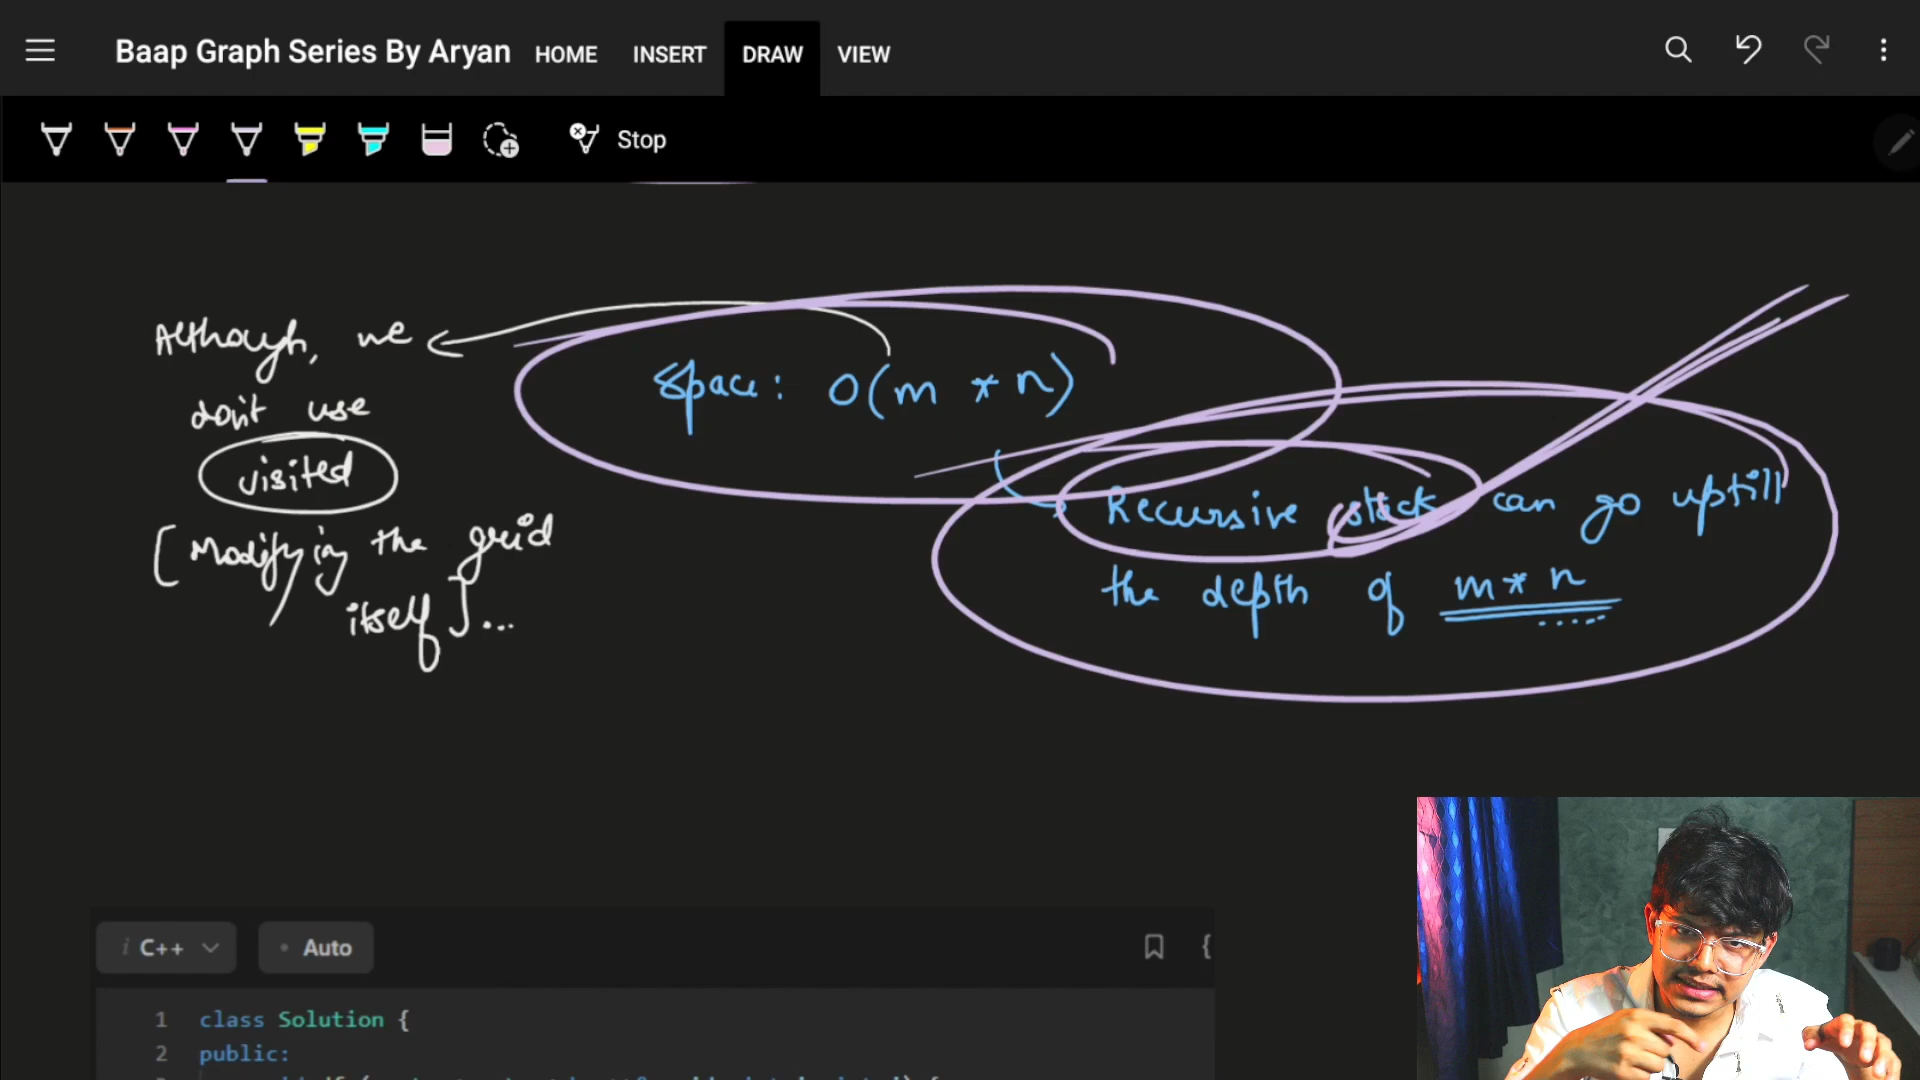 Baap Graph Series By Aryan HOME INSERT DRAW VIEW
Stop
Although, we
don't use
visited
[Modifying the grid
itself]...
Space: O(m * n)
Recursive stack can go uptill
the depth of m * n
C++ Auto {
1 class Solution {
2 public: